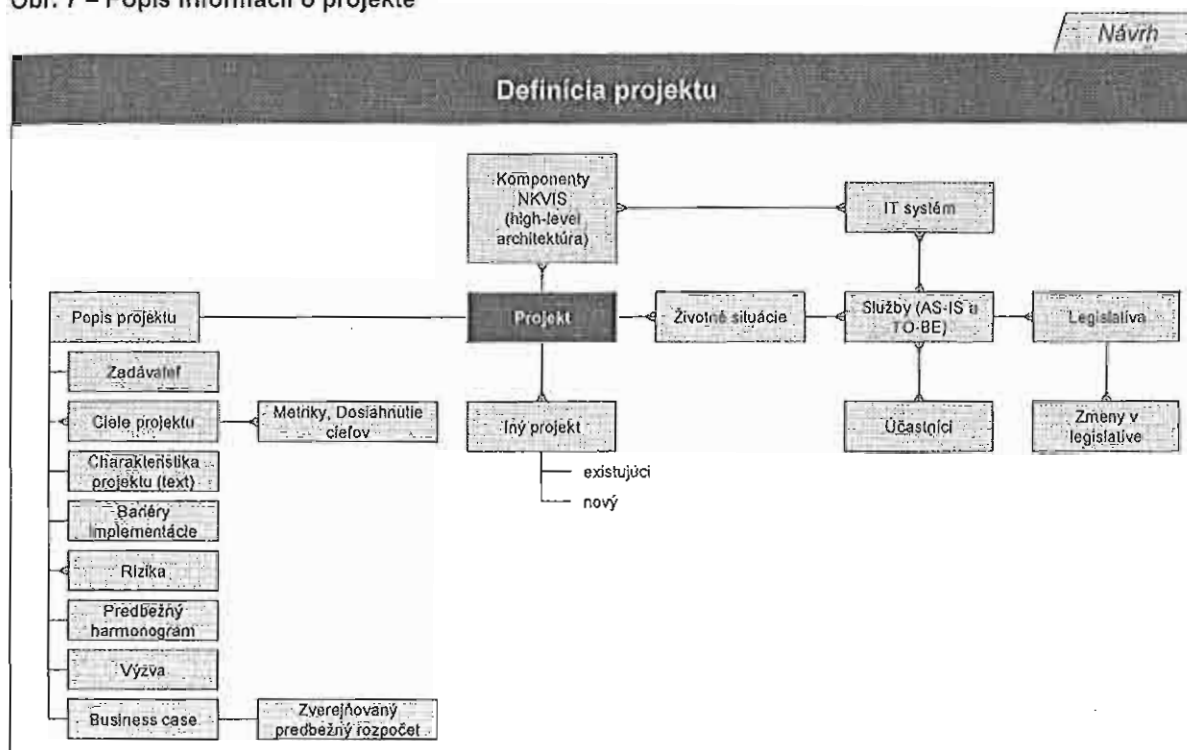 Obr. 7 – Popis informácií o projekte
Návrh
Definícia projektu
Komponenty
NKVIS
(high-level
architektúra)
IT systém
Popis projektu
Projekt
Životné situácie
Služby (AS-IS a
TO-BE)
Legislatíva
Zadávateľ
Ciele projektu
Metriky, Dosiahnutie
cieľov
Iný projekt
Účastníci
Zmeny v
legislatíve
Charakteristika
projektu (text)
existujúci
nový
Bariéry
implementácie
Riziká
Predbežný
harmonogram
Výzva
Business case
Zverejňovaný
predbežný rozpočet